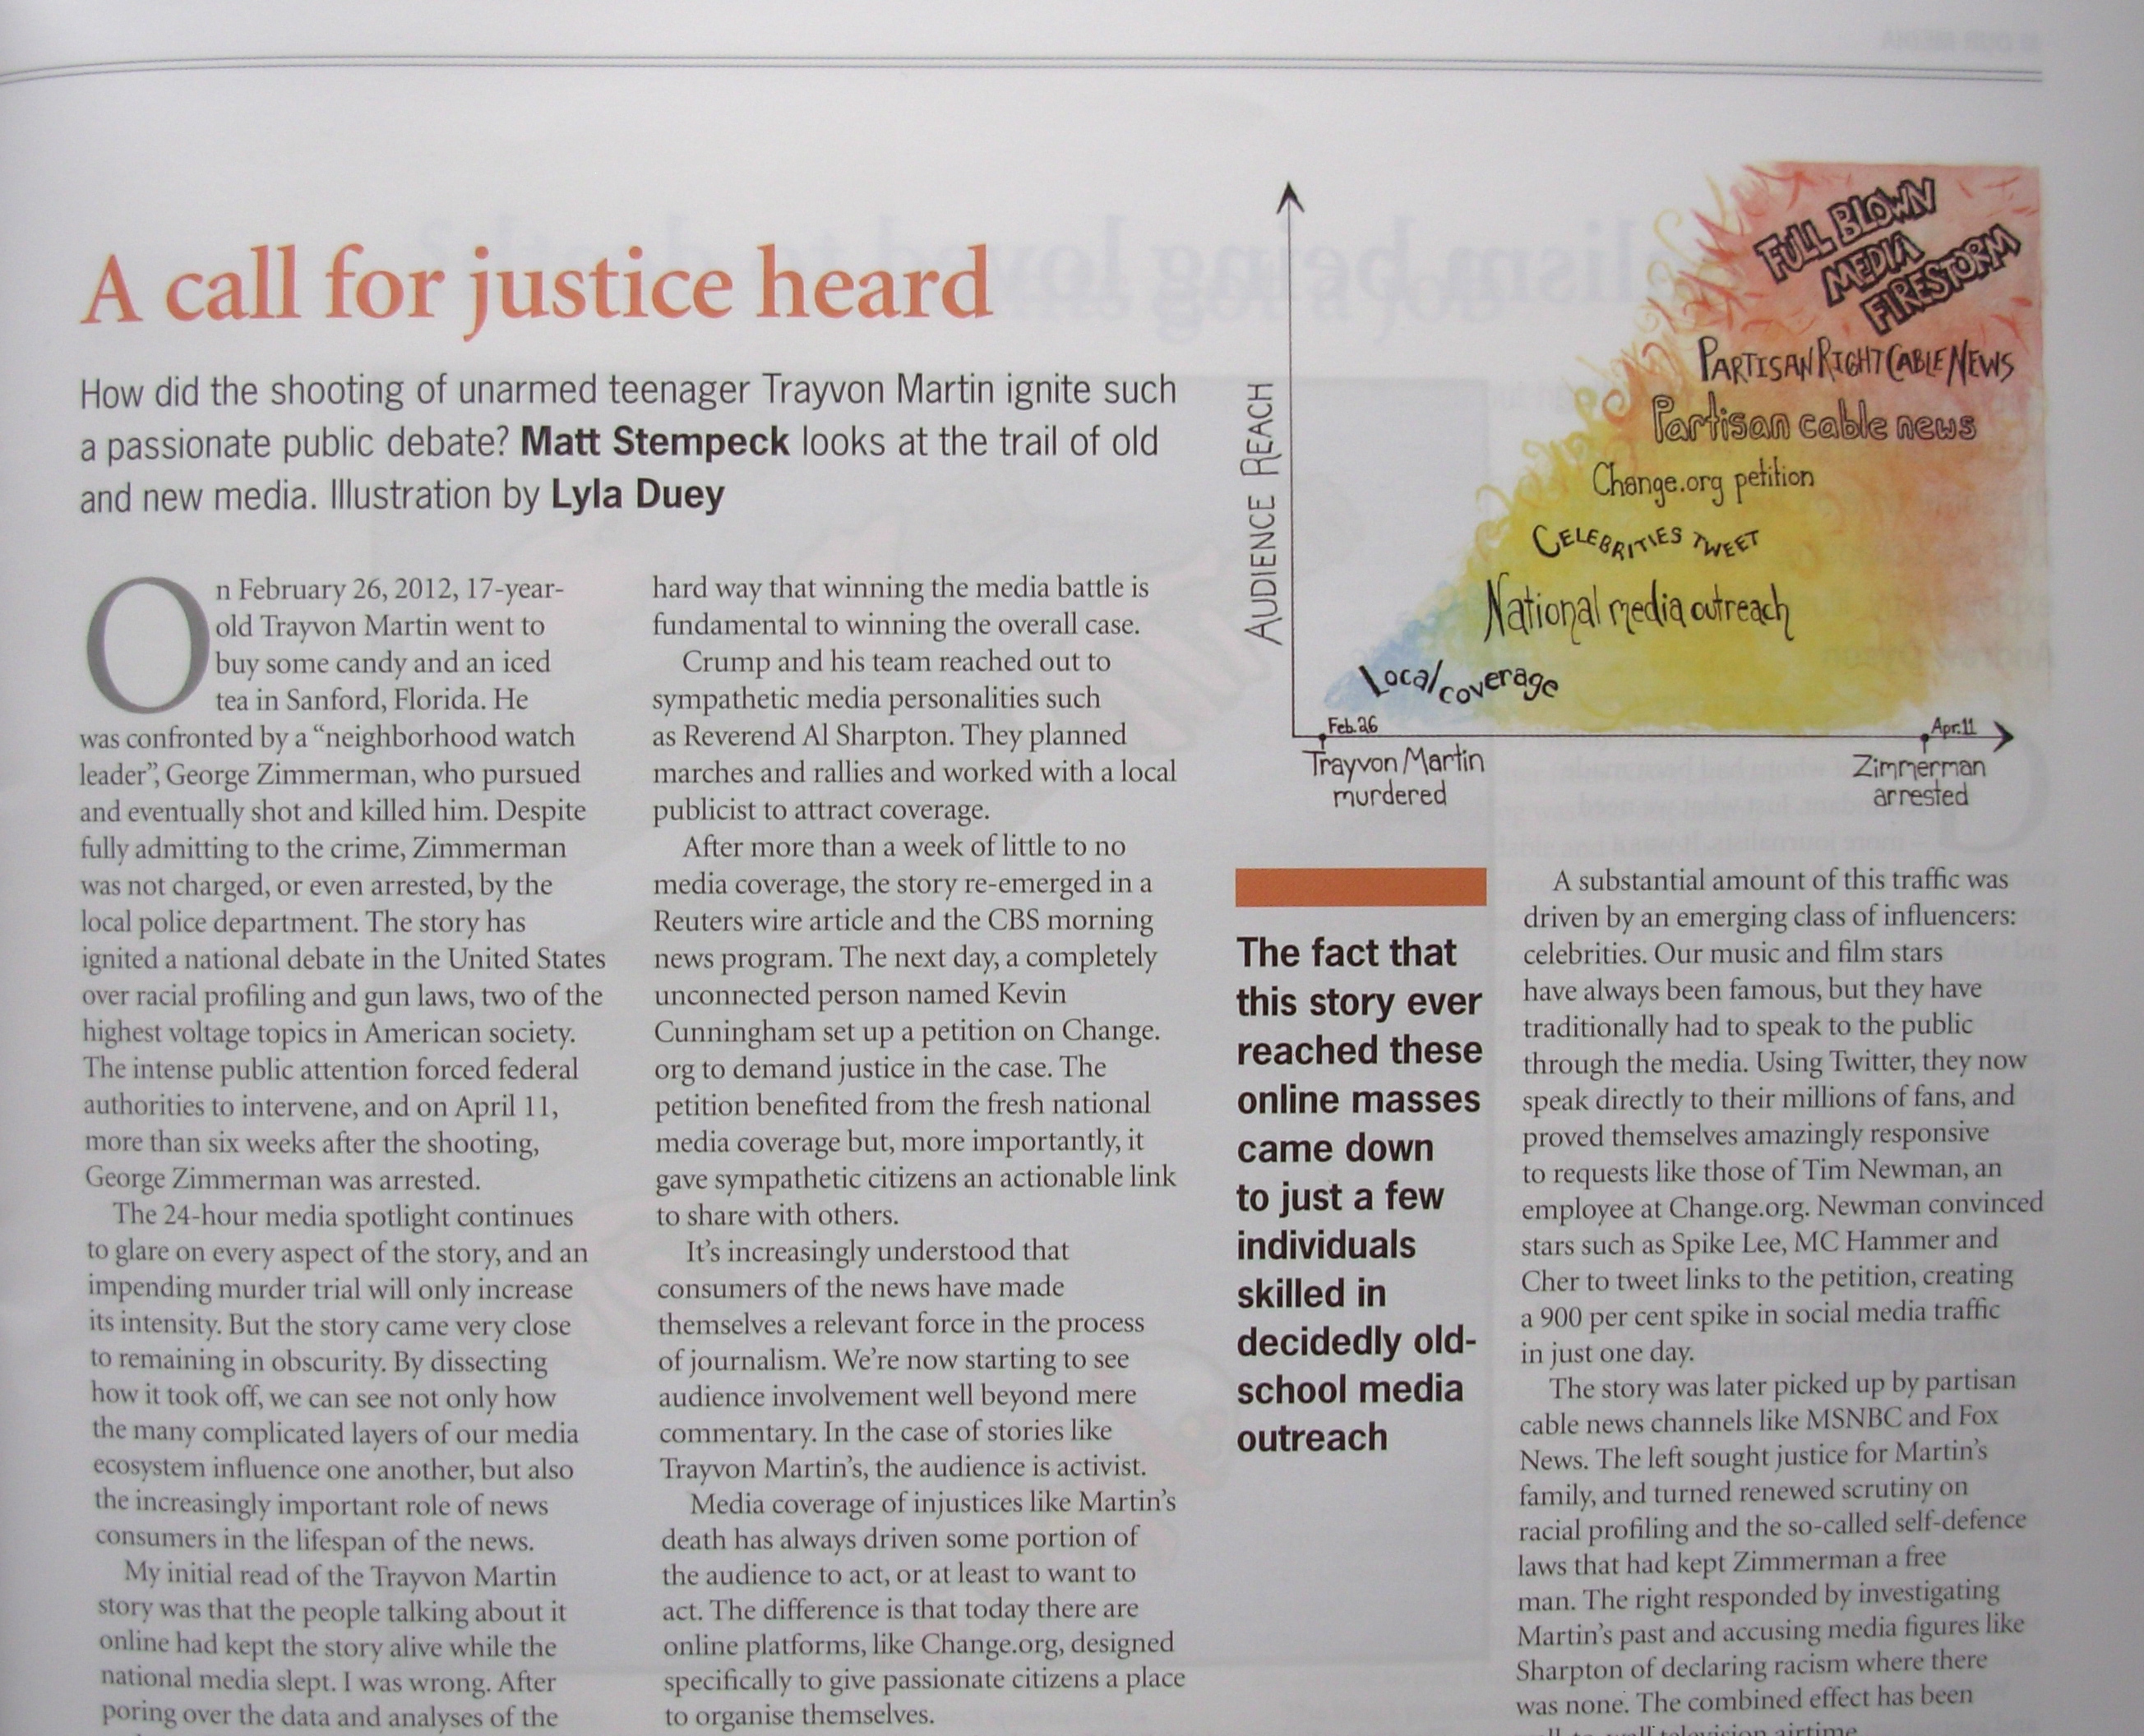 A call for justice heard
How did the shooting of unarmed teenager Trayvon Martin ignite such
a passionate public debate? Matt Stempeck looks at the trail of old
and new media. Illustration by Lyla Duey
On February 26, 2012, 17-year-
old Trayvon Martin went to
buy some candy and an iced
tea in Sanford, Florida. He
was confronted by a “neighborhood watch
leader”, George Zimmerman, who pursued
and eventually shot and killed him. Despite
fully admitting to the crime, Zimmerman
was not charged, or even arrested, by the
local police department. The story has
ignited a national debate in the United States
over racial profiling and gun laws, two of the
highest voltage topics in American society.
The intense public attention forced federal
authorities to intervene, and on April 11,
more than six weeks after the shooting,
George Zimmerman was arrested.
The 24-hour media spotlight continues
to glare on every aspect of the story, and an
impending murder trial will only increase
its intensity. But the story came very close
to remaining in obscurity. By dissecting
how it took off, we can see not only how
the many complicated layers of our media
ecosystem influence one another, but also
the increasingly important role of news
consumers in the lifespan of the news.
My initial read of the Trayvon Martin
story was that the people talking about it
online had kept the story alive while the
national media slept. I was wrong. After
poring over the data and analyses of the
hard way that winning the media battle is
fundamental to winning the overall case.
Crump and his team reached out to
sympathetic media personalities such
as Reverend Al Sharpton. They planned
marches and rallies and worked with a local
publicist to attract coverage.
After more than a week of little to no
media coverage, the story re-emerged in a
Reuters wire article and the CBS morning
news program. The next day, a completely
unconnected person named Kevin
Cunningham set up a petition on Change.
org to demand justice in the case. The
petition benefited from the fresh national
media coverage but, more importantly, it
gave sympathetic citizens an actionable link
to share with others.
It’s increasingly understood that
consumers of the news have made
themselves a relevant force in the process
of journalism. We’re now starting to see
audience involvement well beyond mere
commentary. In the case of stories like
Trayvon Martin’s, the audience is activist.
Media coverage of injustices like Martin’s
death has always driven some portion of
the audience to act, or at least to want to
act. The difference is that today there are
online platforms, like Change.org, designed
specifically to give passionate citizens a place
to organise themselves.
AUDIENCE REACH
FULL BLOWN
MEDIA
FIRESTORM
PARTISAN RIGHT CABLE NEWS
Partisan cable news
Change.org petition
CELEBRITIES TWEET
National media outreach
Local coverage
Feb.26
Trayvon Martin
murdered
Apr.11
Zimmerman
arrested
The fact that
this story ever
reached these
online masses
came down
to just a few
individuals
skilled in
decidedly old-
school media
outreach
A substantial amount of this traffic was
driven by an emerging class of influencers:
celebrities. Our music and film stars
have always been famous, but they have
traditionally had to speak to the public
through the media. Using Twitter, they now
speak directly to their millions of fans, and
proved themselves amazingly responsive
to requests like those of Tim Newman, an
employee at Change.org. Newman convinced
stars such as Spike Lee, MC Hammer and
Cher to tweet links to the petition, creating
a 900 per cent spike in social media traffic
in just one day.
The story was later picked up by partisan
cable news channels like MSNBC and Fox
News. The left sought justice for Martin’s
family, and turned renewed scrutiny on
racial profiling and the so-called self-defence
laws that had kept Zimmerman a free
man. The right responded by investigating
Martin’s past and accusing media figures like
Sharpton of declaring racism where there
was none. The combined effect has been
television airtime